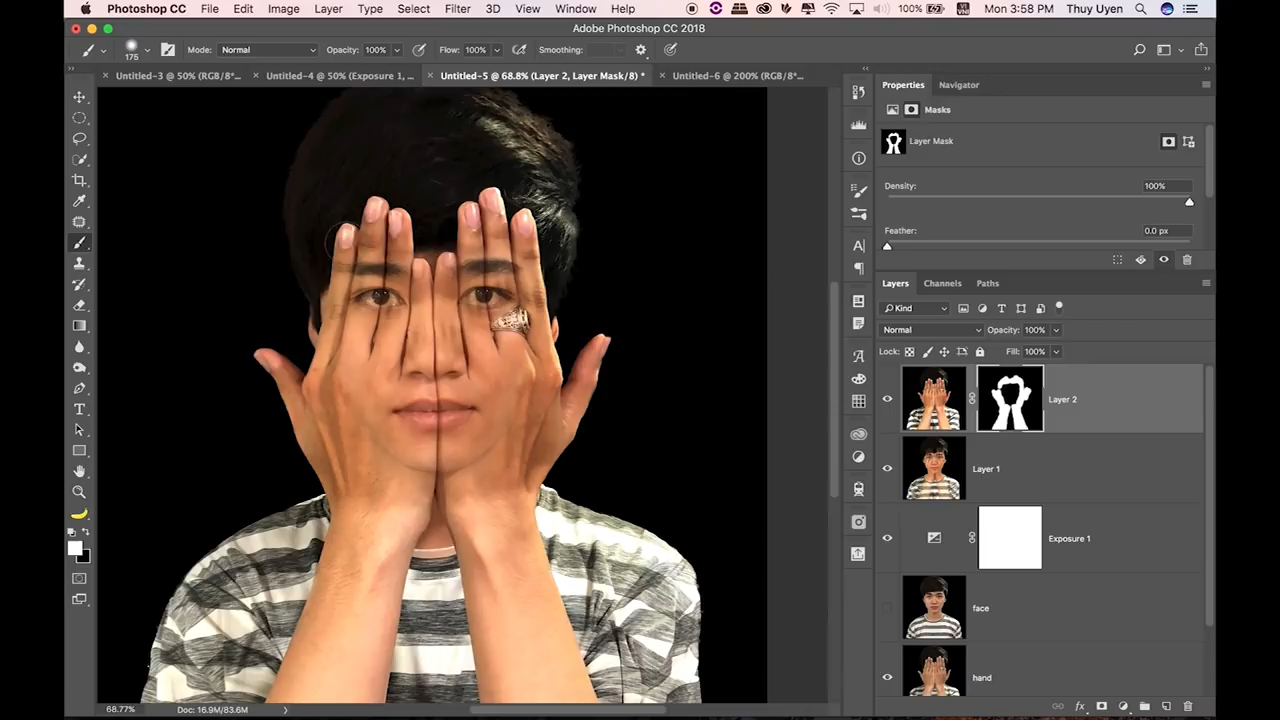 Photoshop CC File Edit Image Layer Type Select Filter 3D View Window Help 100% VI Mon 3:58 PM Thuy Uyen
Adobe Photoshop CC 2018
175 Mode: Normal Opacity: 100% Flow: 100% Smoothing:
Untitled-3 @ 50% (RGB/8*... Untitled-4 @ 50% (Exposure 1, ... Untitled-5 @ 68.8% (Layer 2, Layer Mask/8) * Untitled-6 @ 200% (RGB/8*...
Properties Navigator
Masks
Layer Mask
Density: 100%
Feather: 0.0 px
Layers Channels Paths
Kind
Normal Opacity: 100%
Lock: Fill: 100%
Layer 2
Layer 1
Exposure 1
face
hand
68.77% Doc: 16.9M/83.6M